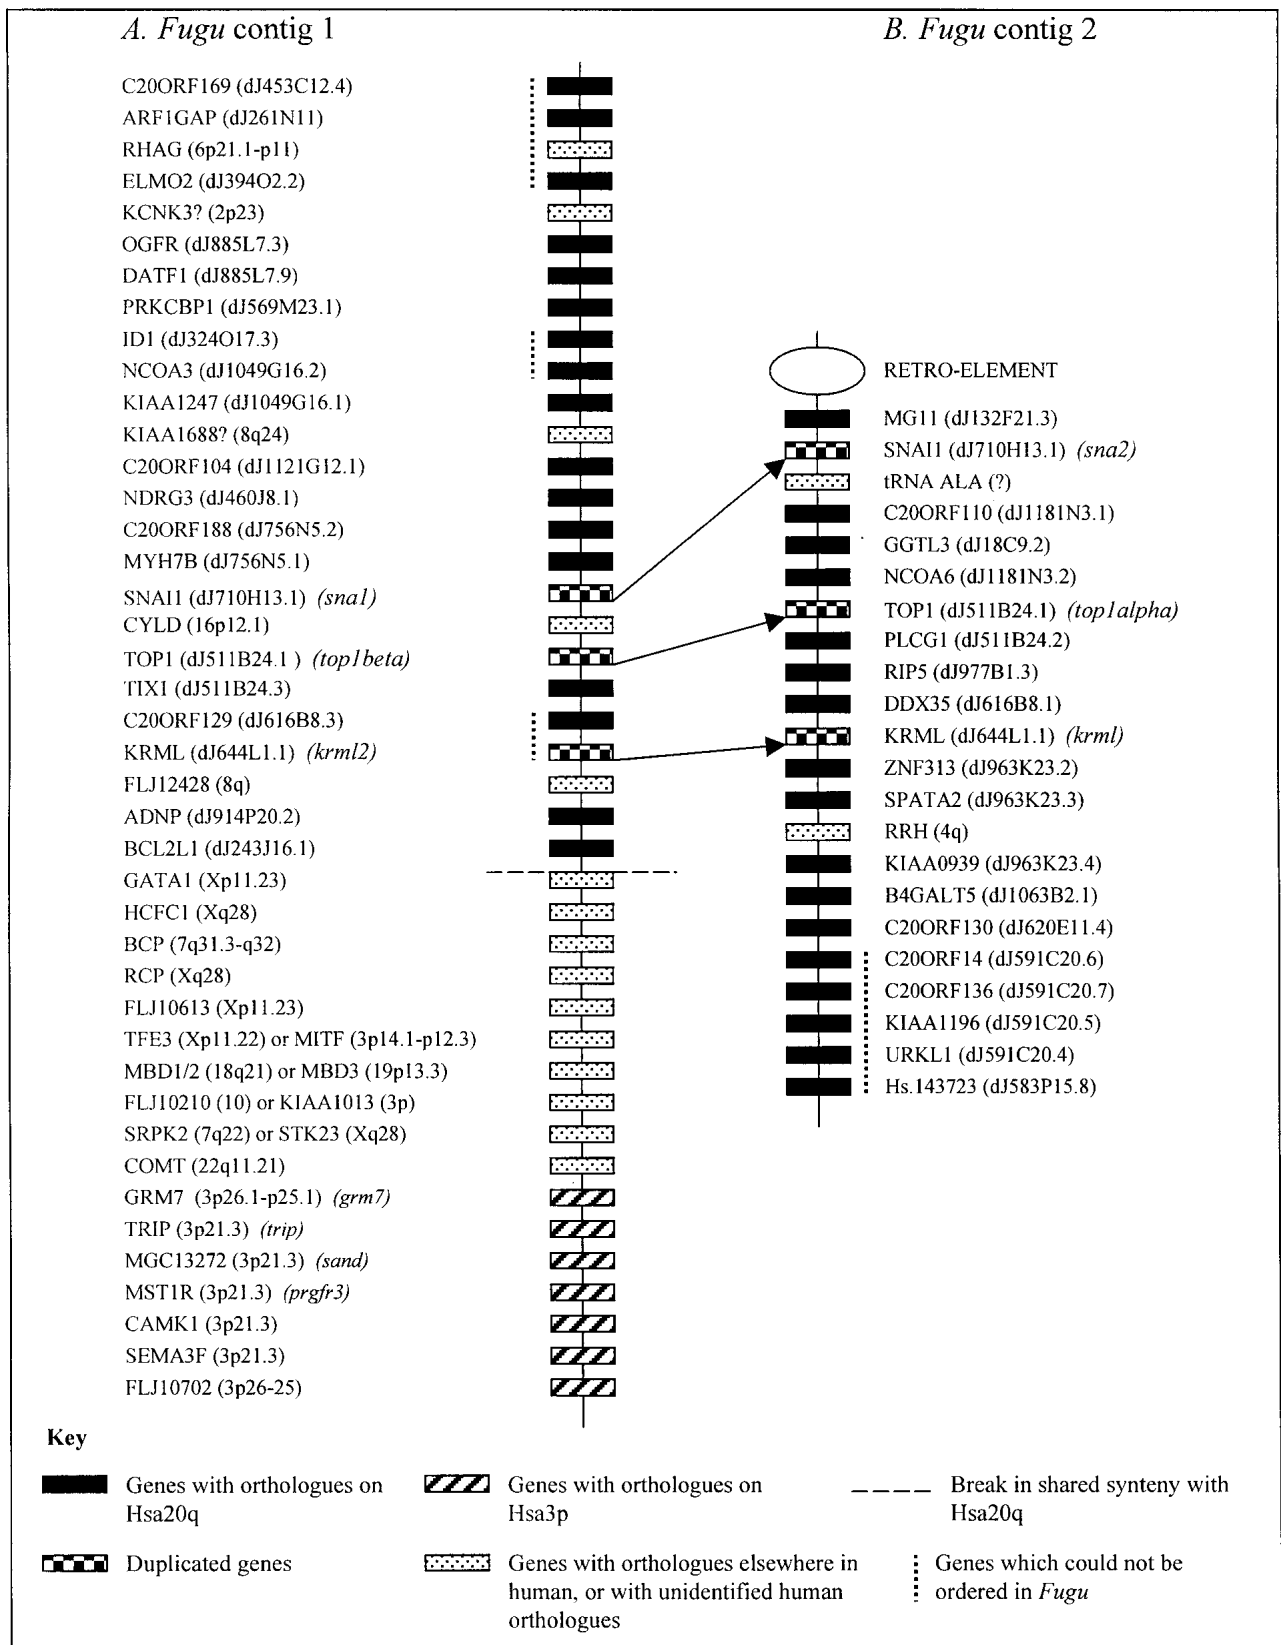 A. Fugu contig 1
C20ORF169 (dJ453C12.4)
ARF1GAP (dJ261N11)
RHAG (6p21.1-p11)
ELMO2 (dJ394O2.2)
KCNK3? (2p23)
OGFR (dJ885L7.3)
DATF1 (dJ885L7.9)
PRKCBP1 (dJ569M23.1)
ID1 (dJ324O17.3)
NCOA3 (dJ1049G16.2)
KIAA1247 (dJ1049G16.1)
KIAA1688? (8q24)
C20ORF104 (dJ1121G12.1)
NDRG3 (dJ460J8.1)
C20ORF188 (dJ756N5.2)
MYH7B (dJ756N5.1)
SNAI1 (dJ710H13.1) (sna1)
CYLD (16p12.1)
TOP1 (dJ511B24.1 ) (top1beta)
TIX1 (dJ511B24.3)
C20ORF129 (dJ616B8.3)
KRML (dJ644L1.1) (krml2)
FLJ12428 (8q)
ADNP (dJ914P20.2)
BCL2L1 (dJ243J16.1)
GATA1 (Xp11.23)
HCFC1 (Xq28)
BCP (7q31.3-q32)
RCP (Xq28)
FLJ10613 (Xp11.23)
TFE3 (Xp11.22) or MITF (3p14.1-p12.3)
MBD1/2 (18q21) or MBD3 (19p13.3)
FLJ10210 (10) or KIAA1013 (3p)
SRPK2 (7q22) or STK23 (Xq28)
COMT (22q11.21)
GRM7 (3p26.1-p25.1) (grm7)
TRIP (3p21.3) (trip)
MGC13272 (3p21.3) (sand)
MST1R (3p21.3) (prgfr3)
CAMK1 (3p21.3)
SEMA3F (3p21.3)
FLJ10702 (3p26-25)
B. Fugu contig 2
RETRO-ELEMENT
MG11 (dJ132F21.3)
SNAI1 (dJ710H13.1) (sna2)
tRNA ALA (?)
C20ORF110 (dJ1181N3.1)
GGTL3 (dJ18C9.2)
NCOA6 (dJ1181N3.2)
TOP1 (dJ511B24.1) (top1alpha)
PLCG1 (dJ511B24.2)
RIP5 (dJ977B1.3)
DDX35 (dJ616B8.1)
KRML (dJ644L1.1) (krml)
ZNF313 (dJ963K23.2)
SPATA2 (dJ963K23.3)
RRH (4q)
KIAA0939 (dJ963K23.4)
B4GALT5 (dJ1063B2.1)
C20ORF130 (dJ620E11.4)
C20ORF14 (dJ591C20.6)
C20ORF136 (dJ591C20.7)
KIAA1196 (dJ591C20.5)
URKL1 (dJ591C20.4)
Hs.143723 (dJ583P15.8)
Key
Genes with orthologues on
Hsa20q
Genes with orthologues on
Hsa3p
Break in shared synteny with
Hsa20q
Duplicated genes
Genes with orthologues elsewhere in
human, or with unidentified human
orthologues
Genes which could not be
ordered in Fugu